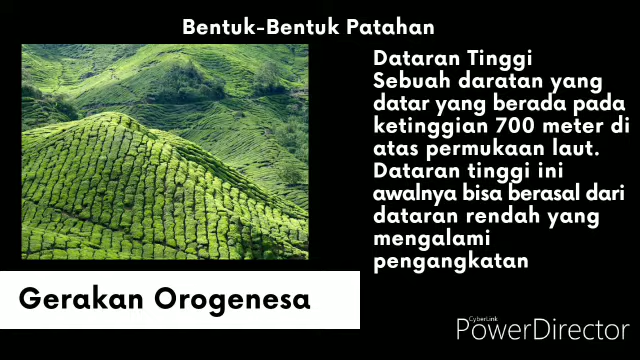 Bentuk-Bentuk Patahan
Dataran Tinggi
Sebuah daratan yang
datar yang berada pada
ketinggian 700 meter di
atas permukaan laut.
Dataran tinggi ini
awalnya bisa berasal dari
dataran rendah yang
mengalami
pengangkatan
Gerakan Orogenesa
CyberLink
PowerDirector